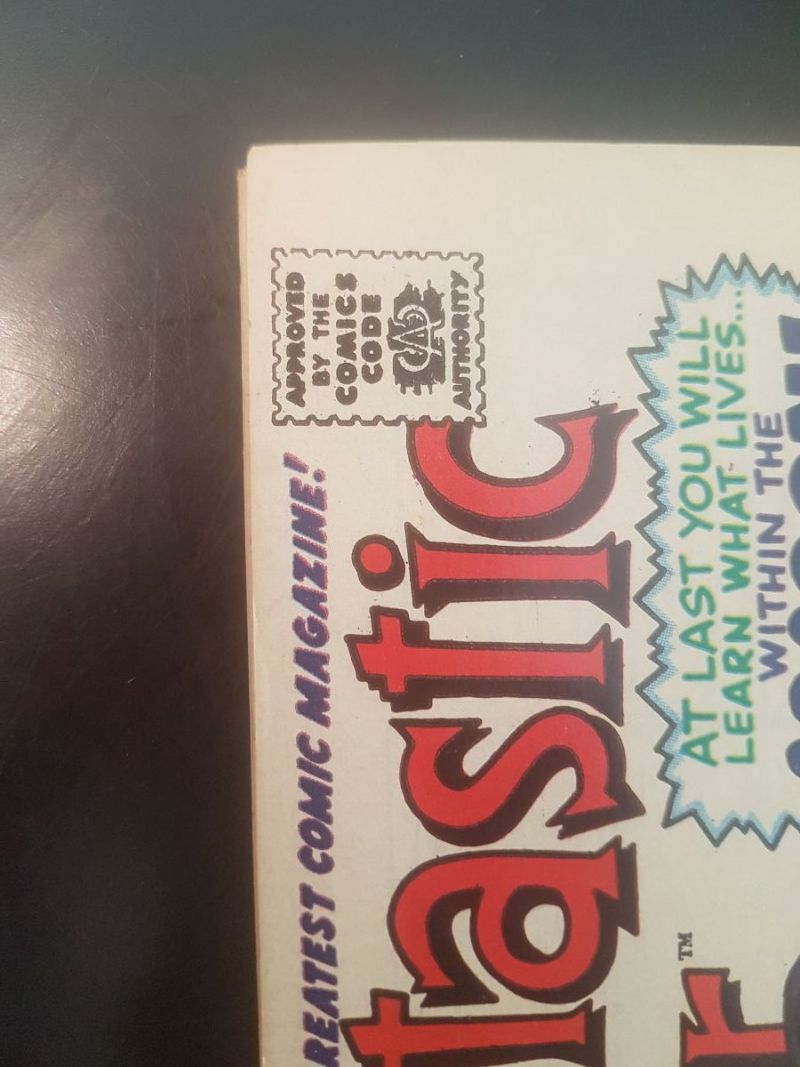 REATEST COMIC MAGAZINE!
APPROVED
BY THE
COMICS
CODE
CA
AUTHORITY
tastic
r™
AT LAST YOU WILL
LEARN WHAT LIVES...
WITHIN THE